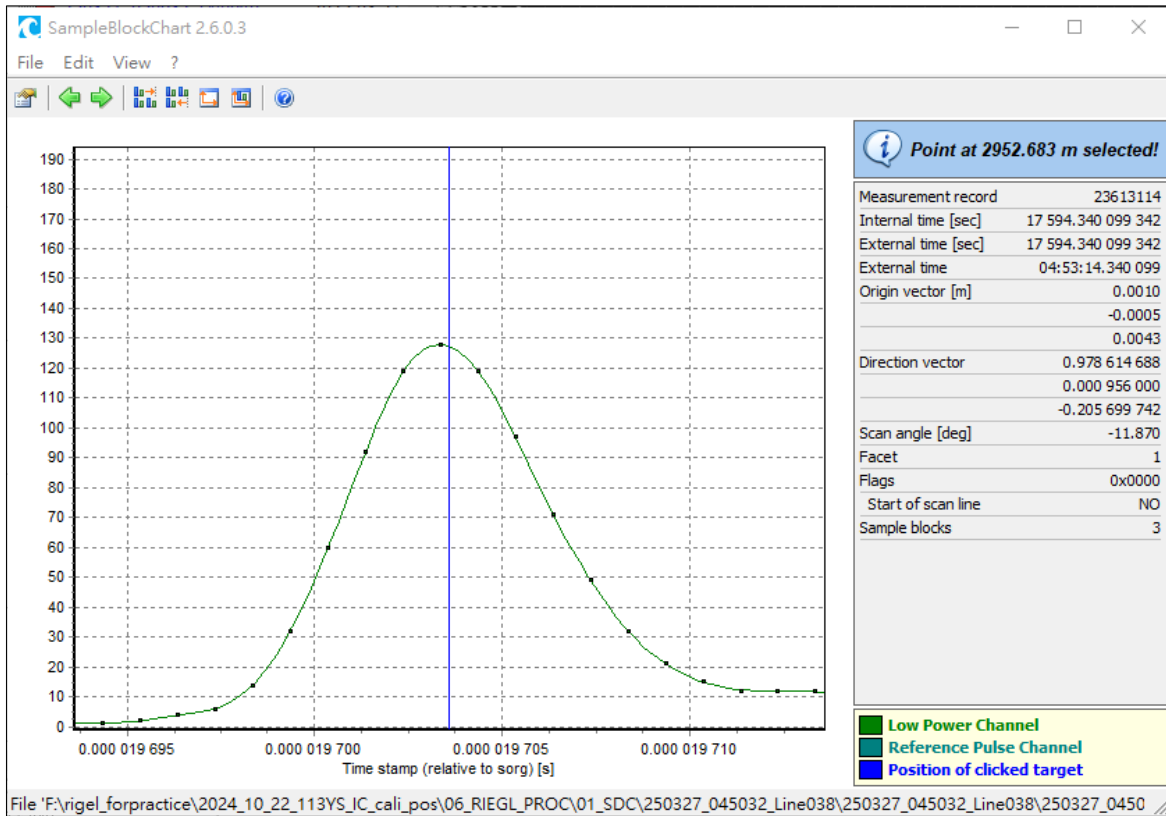 SampleBlockChart 2.6.0.3
File Edit View ?
190
180
170
160
150
140
130
120
110
100
90
80
70
60
50
40
30
20
10
0
0.000 019 695 0.000 019 700 0.000 019 705 0.000 019 710
Time stamp (relative to sorg) [s]
Point at 2952.683 m selected!
Measurement record 23613114
Internal time [sec] 17 594.340 099 342
External time [sec] 17 594.340 099 342
External time 04:53:14.340 099
Origin vector [m] 0.0010
-0.0005
0.0043
Direction vector 0.978 614 688
0.000 956 000
-0.205 699 742
Scan angle [deg] -11.870
Facet 1
Flags 0x0000
Start of scan line NO
Sample blocks 3
Low Power Channel
Reference Pulse Channel
Position of clicked target
File 'F:\rigel_forpractice\2024_10_22_113YS_IC_cali_pos\06_RIEGL_PROC\01_SDC\250327_045032_Line038\250327_045032_Line038\250327_0450